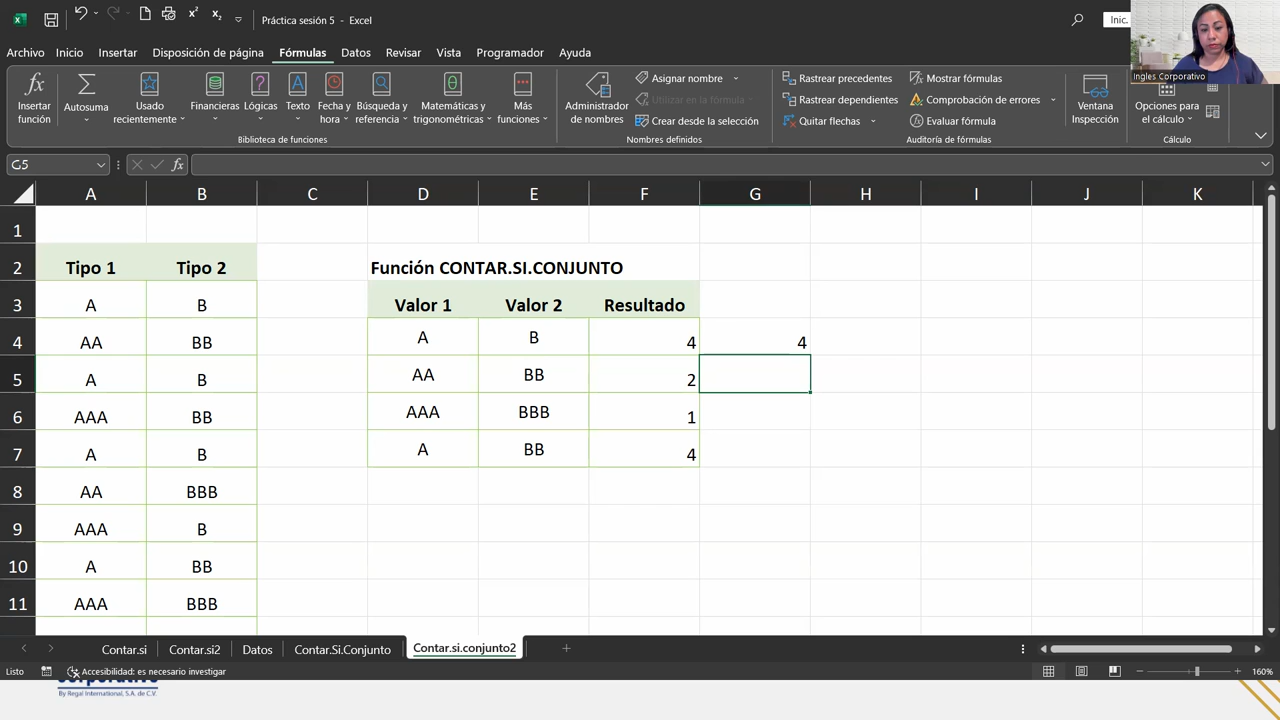 Práctica sesión 5 - Excel
Inic.
Ingles Corporativo
Archivo Inicio Insertar Disposición de página Fórmulas Datos Revisar Vista Programador Ayuda
Insertar función
Autosuma
Usado recientemente
Financieras
Lógicas
Texto
Fecha y hora
Búsqueda y referencia
Matemáticas y trigonométricas
Más funciones
Biblioteca de funciones
Administrador de nombres
Asignar nombre
Utilizar en la fórmula
Crear desde la selección
Nombres definidos
Rastrear precedentes
Rastrear dependientes
Quitar flechas
Mostrar fórmulas
Comprobación de errores
Evaluar fórmula
Auditoría de fórmulas
Ventana Inspección
Opciones para el cálculo
Cálculo
G5
fx
A B C D E F G H I J K
1
2 Tipo 1 Tipo 2 Función CONTAR.SI.CONJUNTO
3 A B Valor 1 Valor 2 Resultado
4 AA BB A B 4 4
5 A B AA BB 2
6 AAA BB AAA BBB 1
7 A B A BB 4
8 AA BBB
9 AAA B
10 A BB
11 AAA BBB
Contar.si Contar.si2 Datos Contar.Si.Conjunto Contar.si.conjunto2
Listo Accesibilidad: es necesario investigar 160%
By Regal International, S.A. de C.V.